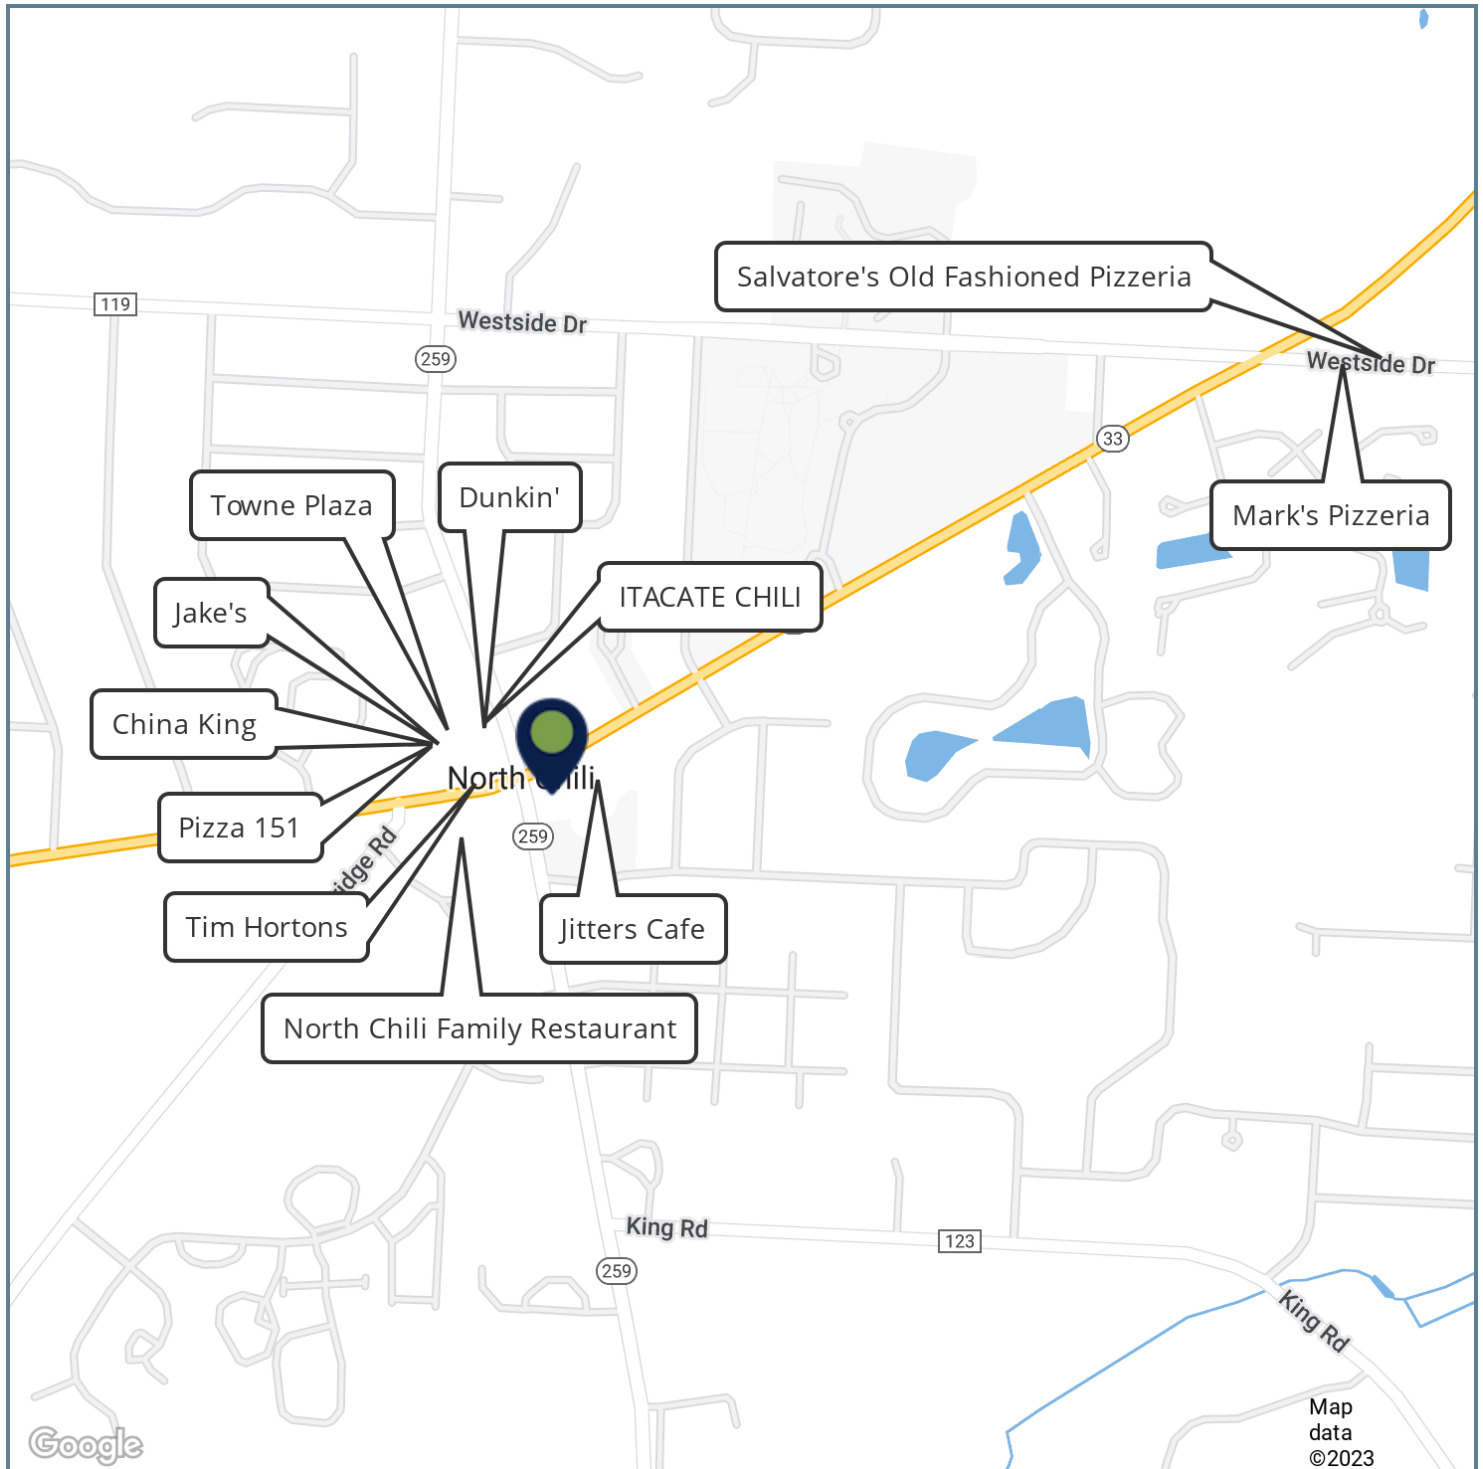 Salvatore's Old Fashioned Pizzeria
119
Westside Dr
259
Westside Dr
33
Towne Plaza
Dunkin'
Mark's Pizzeria
ITACATE CHILI
Jake's
China King
North Chili
Pizza 151
259
idge Rd
Tim Hortons
Jitters Cafe
North Chili Family Restaurant
King Rd
123
259
King Rd
Google
Map
data
©2023